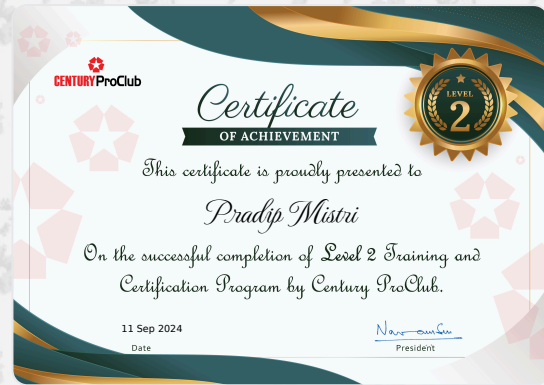 CENTURY ProClub
LEVEL
2
Certificate
OF ACHIEVEMENT
This certificate is proudly presented to
Pradip Mistri
On the successful completion of Level 2 Training and
Certification Program by Century ProClub.
11 Sep 2024
Date
President